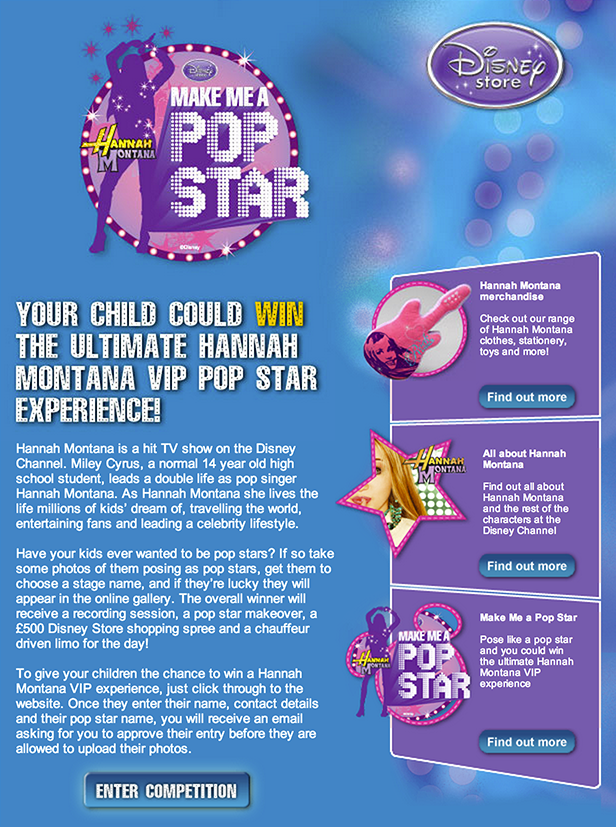 Disney
store
MAKE ME A
POP
STAR
HANNAH
MONTANA
©Disney
Disney
store
YOUR CHILD COULD WIN
THE ULTIMATE HANNAH
MONTANA VIP POP STAR
EXPERIENCE!
Hannah Montana is a hit TV show on the Disney
Channel. Miley Cyrus, a normal 14 year old high
school student, leads a double life as pop singer
Hannah Montana. As Hannah Montana she lives the
life millions of kids' dream of, travelling the world,
entertaining fans and leading a celebrity lifestyle.
Have your kids ever wanted to be pop stars? If so take
some photos of them posing as pop stars, get them to
choose a stage name, and if they're lucky they will
appear in the online gallery. The overall winner will
receive a recording session, a pop star makeover, a
£500 Disney Store shopping spree and a chauffeur
driven limo for the day!
To give your children the chance to win a Hannah
Montana VIP experience, just click through to the
website. Once they enter their name, contact details
and their pop star name, you will receive an email
asking for you to approve their entry before they are
allowed to upload their photos.
ENTER COMPETITION
Hannah Montana
merchandise
Check out our range
of Hannah Montana
clothes, stationery,
toys and more!
Find out more
HANNAH
MONTANA
All about Hannah
Montana
Find out all about
Hannah Montana
and the rest of the
characters at the
Disney Channel
Find out more
MAKE ME A
POP
STAR
HANNAH
MONTANA
Make Me a Pop Star
Pose like a pop star
and you could win
the ultimate Hannah
Montana VIP
experience
Find out more